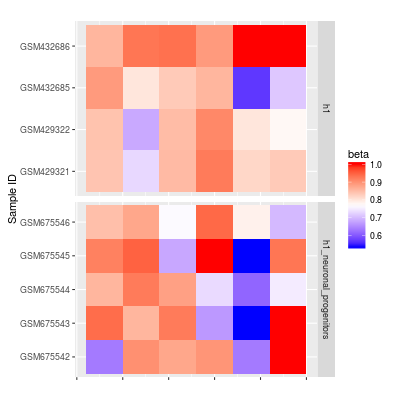 Sample ID
GSM432686
GSM432685
GSM429322
GSM429321
h1
GSM675546
GSM675545
GSM675544
GSM675543
GSM675542
h1_neuronal_progenitors
beta
1.0
0.9
0.8
0.7
0.6